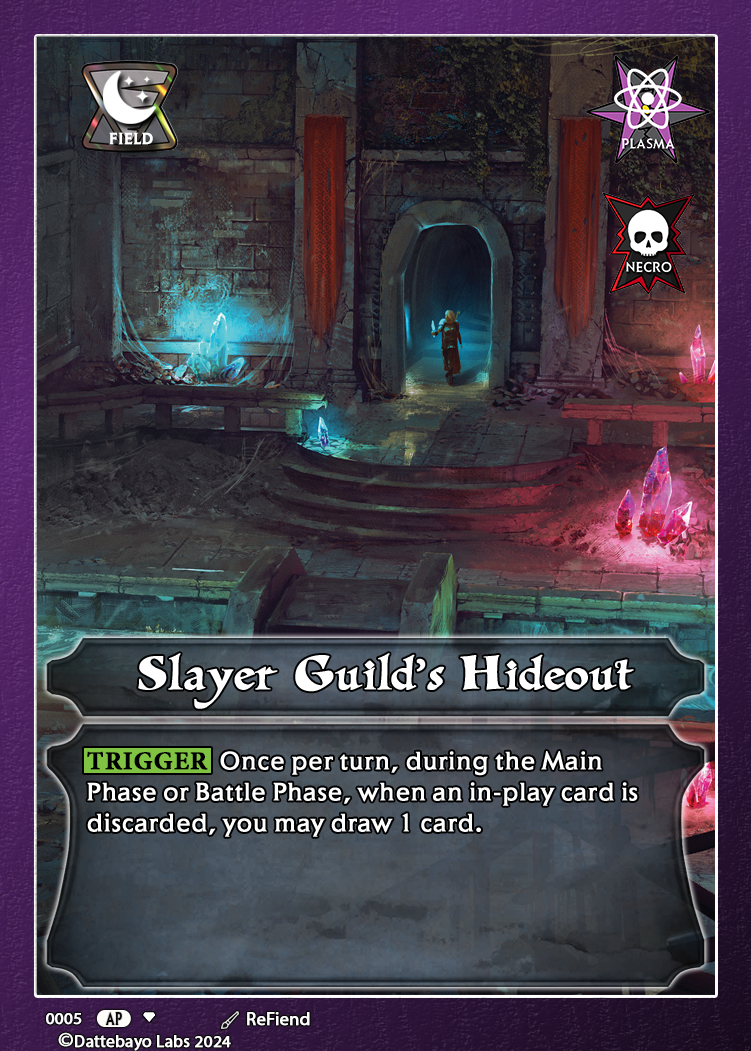 FIELD
PLASMA
NECRO
Slayer Guild's Hideout
TRIGGER Once per turn, during the Main
Phase or Battle Phase, when an in-play card is
discarded, you may draw 1 card.
0005 AP ReFiend
©Dattebayo Labs 2024